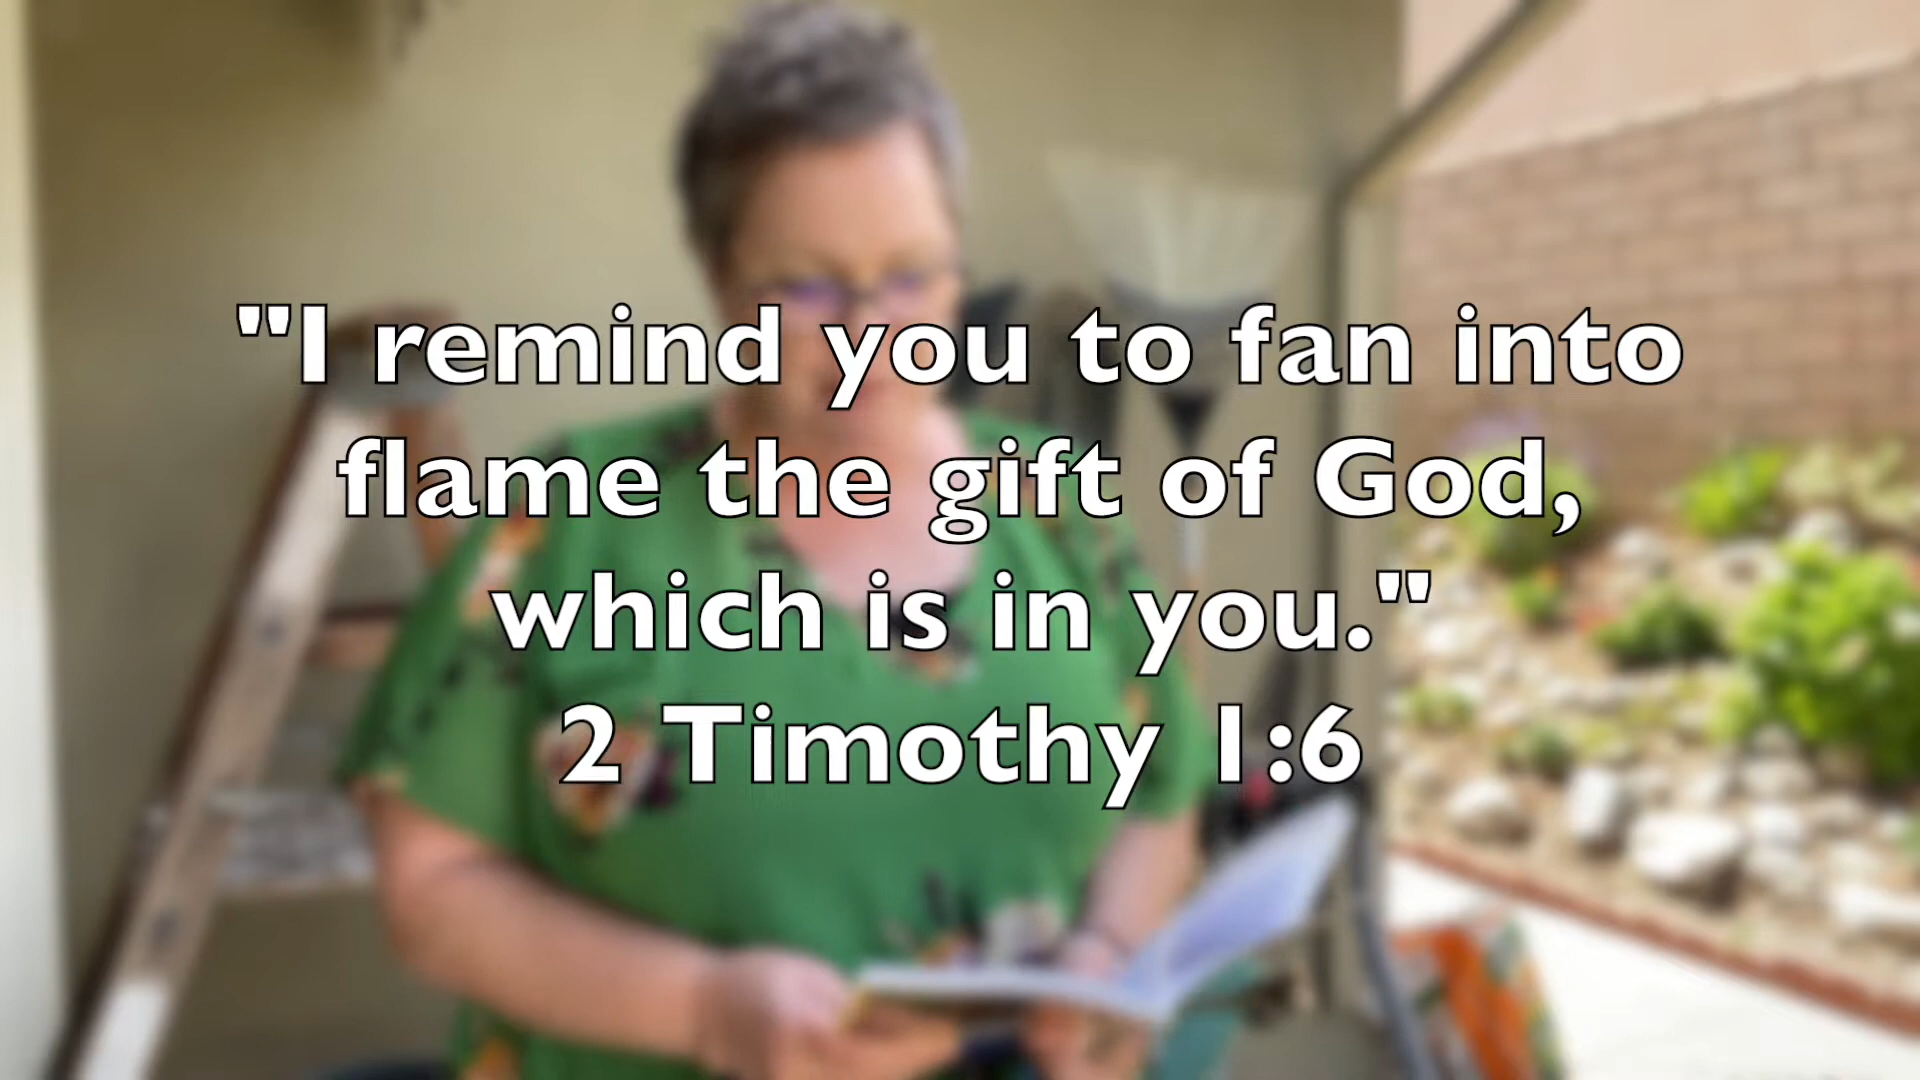 "I remind you to fan into
flame the gift of God,
which is in you."
2 Timothy 1:6